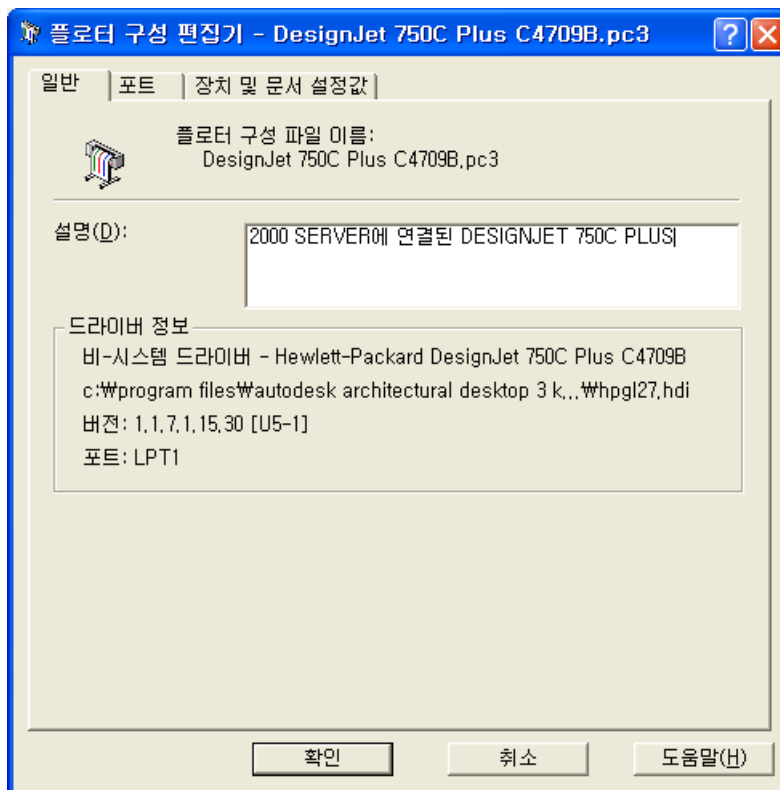 플로터 구성 편집기 - DesignJet 750C Plus C4709B.pc3
일반 포트 장치 및 문서 설정값
플로터 구성 파일 이름:
DesignJet 750C Plus C4709B.pc3
설명(D):
2000 SERVER에 연결된 DESIGNJET 750C PLUS
드라이버 정보
비-시스템 드라이버 - Hewlett-Packard DesignJet 750C Plus C4709B
c:₩program files₩autodesk architectural desktop 3 k...₩hpgl27.hdi
버전: 1.1.7.1.15.30 [U5-1]
포트: LPT1
확인 취소 도움말(H)